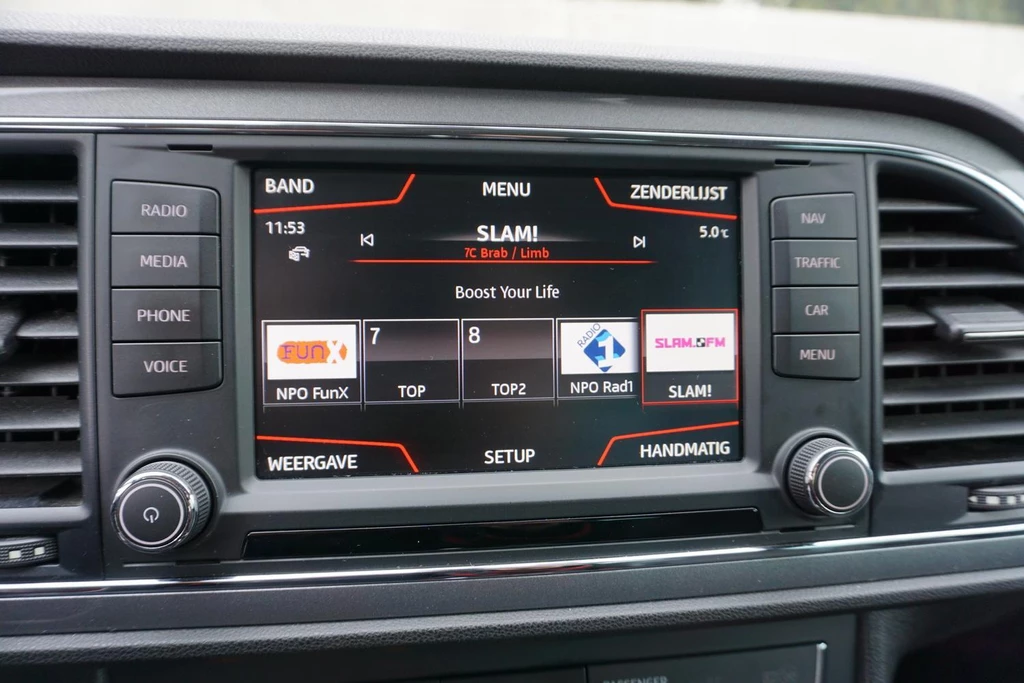 BAND MENU ZENDERLIJST
11:53 SLAM! 5.0°C
7C Brab / Limb
Boost Your Life
FUNX 7 8 RADIO 1 SLAM.FM
NPO FunX TOP TOP2 NPO Rad1 SLAM!
WEERGAVE SETUP HANDMATIG
RADIO
MEDIA
PHONE
VOICE
NAV
TRAFFIC
CAR
MENU
PASSENGER